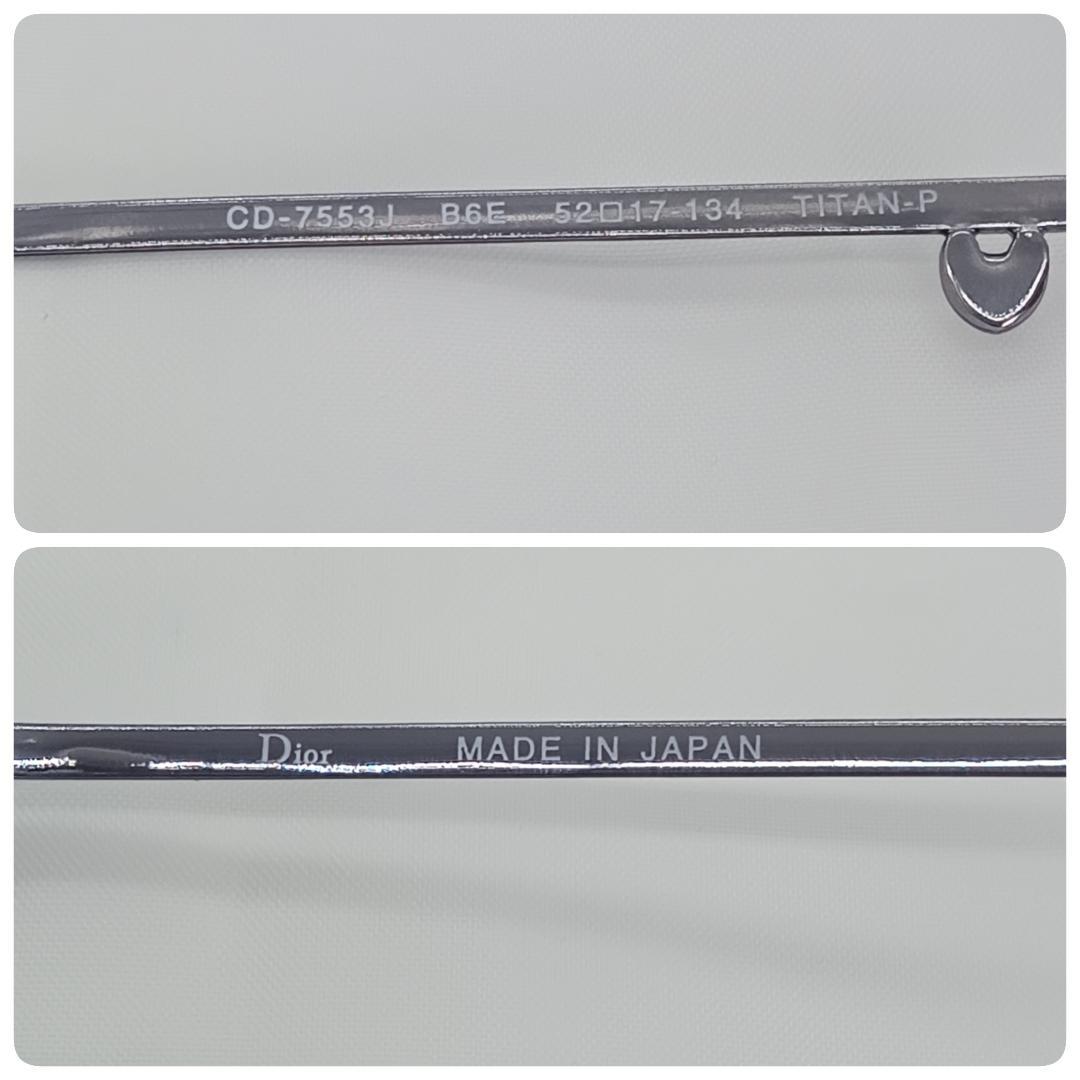 CD-7553J B6E 52□17 134 TITAN-P
Dior MADE IN JAPAN